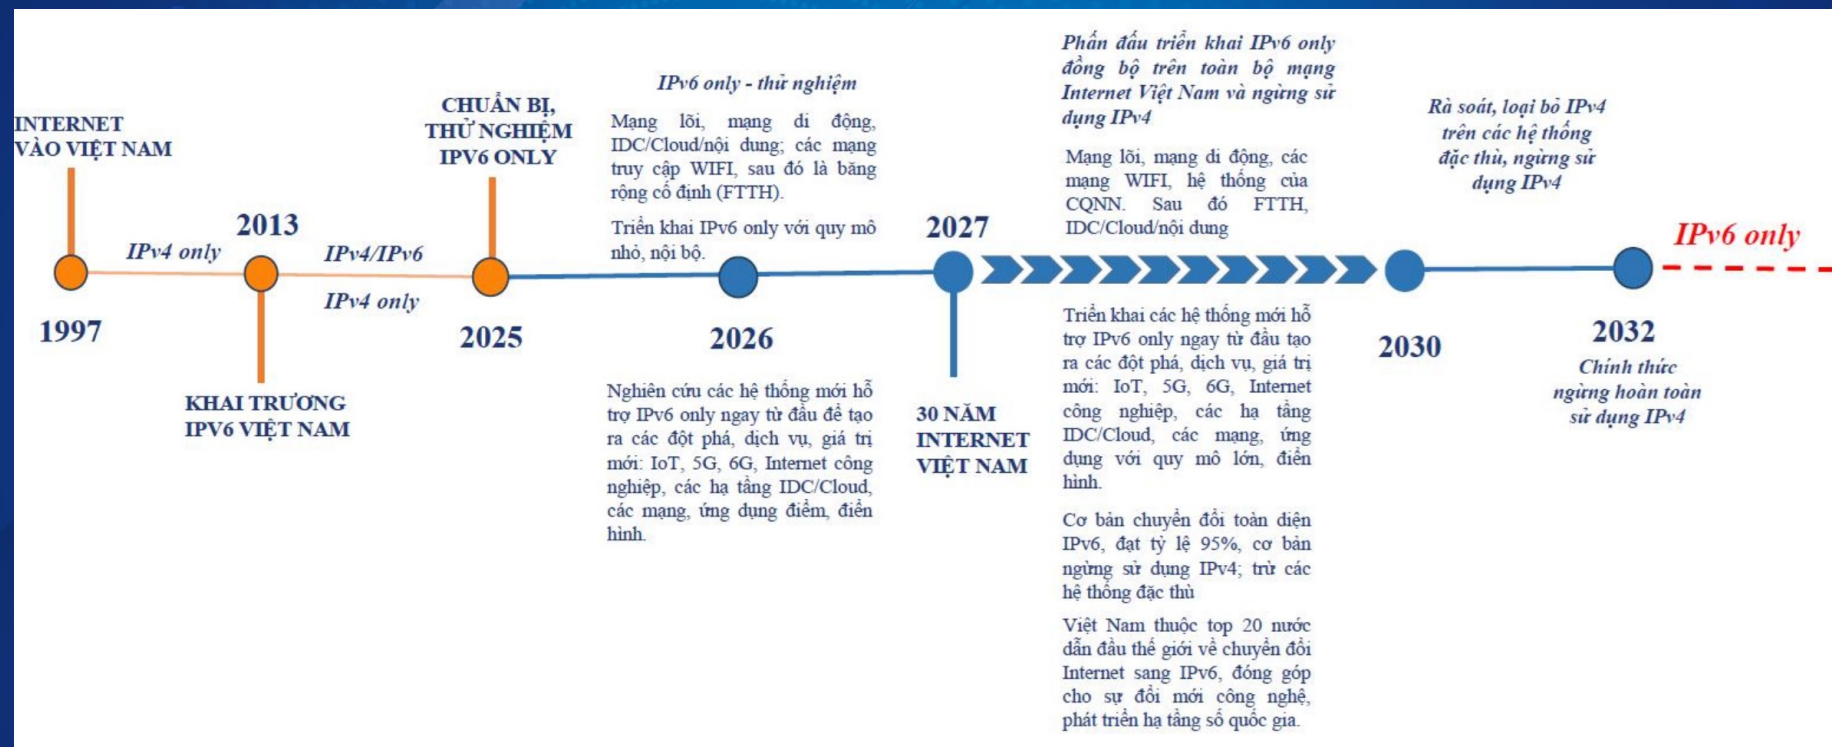 INTERNET
VÀO VIỆT NAM
IPv4 only
1997
2013
KHAI TRƯƠNG
IPV6 VIỆT NAM
IPv4/IPv6
IPv4 only
CHUẨN BỊ,
THỬ NGHIỆM
IPV6 ONLY
2025
IPv6 only - thử nghiệm
Mạng lõi, mạng di động,
IDC/Cloud/nội dung; các mạng
truy cập WIFI, sau đó là băng
rộng cố định (FTTH).
Triển khai IPv6 only với quy mô
nhỏ, nội bộ.
2026
Nghiên cứu các hệ thống mới hỗ
trợ IPv6 only ngay từ đầu để tạo
ra các đột phá, dịch vụ, giá trị
mới: IoT, 5G, 6G, Internet công
nghiệp, các hạ tầng IDC/Cloud,
các mạng, ứng dụng điểm, điển
hình.
2027
30 NĂM
INTERNET
VIỆT NAM
Phấn đấu triển khai IPv6 only
đồng bộ trên toàn bộ mạng
Internet Việt Nam và ngừng sử
dụng IPv4
Mạng lõi, mạng di động, các
mạng WIFI, hệ thống của
CQNN. Sau đó FTTH,
IDC/Cloud/nội dung
Triển khai các hệ thống mới hỗ
trợ IPv6 only ngay từ đầu tạo
ra các đột phá, dịch vụ, giá trị
mới: IoT, 5G, 6G, Internet
công nghiệp, các hạ tầng
IDC/Cloud, các mạng, ứng
dụng với quy mô lớn, điển
hình.
Cơ bản chuyển đổi toàn diện
IPv6, đạt tỷ lệ 95%, cơ bản
ngừng sử dụng IPv4; trừ các
hệ thống đặc thù
Việt Nam thuộc top 20 nước
dẫn đầu thế giới về chuyển đổi
Internet sang IPv6, đóng góp
cho sự đổi mới công nghệ,
phát triển hạ tầng số quốc gia.
2030
Rà soát, loại bỏ IPv4
trên các hệ thống
đặc thù, ngừng sử
dụng IPv4
2032
Chính thức
ngừng hoàn toàn
sử dụng IPv4
IPv6 only